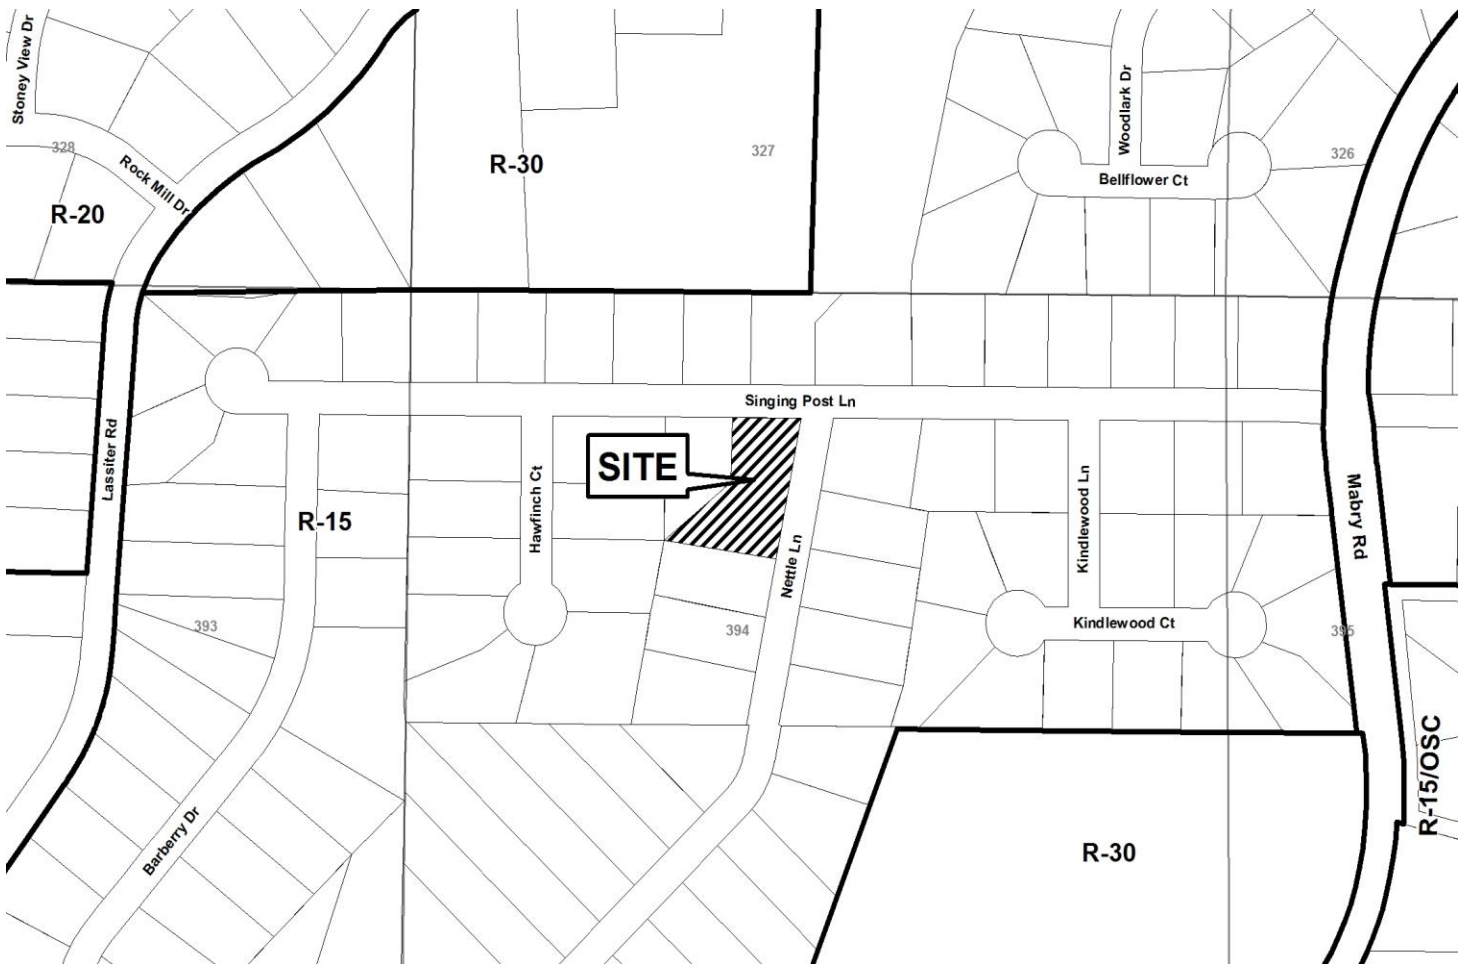 Stoney View Dr
328
Rock Mill Dr
R-20
R-30
327
Woodlark Dr
Bellflower Ct
326
Singing Post Ln
Lassiter Rd
SITE
Hawfinch Ct
R-15
Nettle Ln
Kindlewood Ln
Mabry Rd
393
394
Kindlewood Ct
395
R-15/OSC
Barberry Dr
R-30